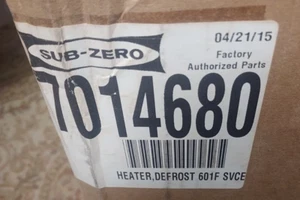 SUB-ZERO
04/21/15
Factory
Authorized Parts
7014680
HEATER,DEFROST 601F SVCE